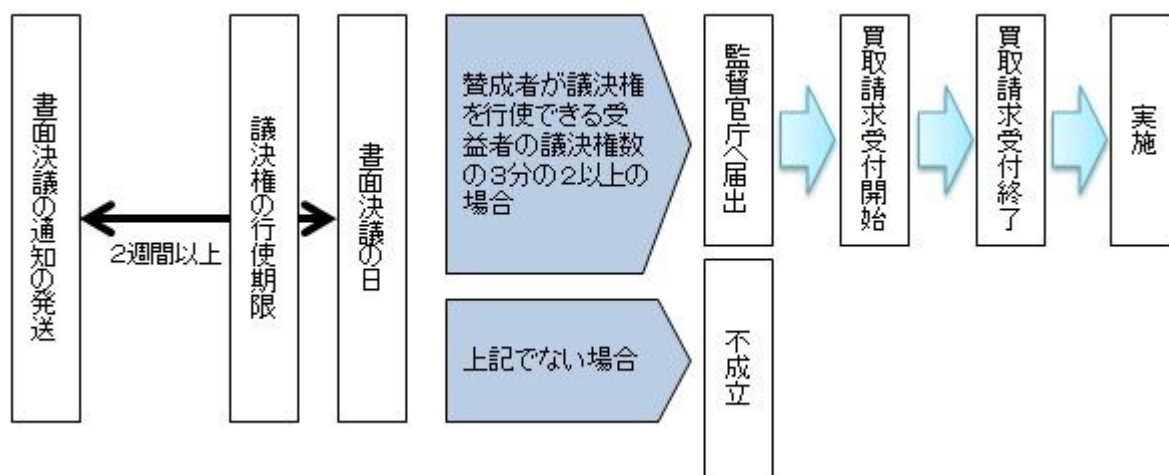 書面決議の通知の発送
2週間以上
議決権の行使期限
書面決議の日
賛成者が議決権
を行使できる受
益者の議決権数
の3分の2以上の
場合
上記でない場合
監督官庁へ届出
不成立
買取請求受付開始
買取請求受付終了
実施